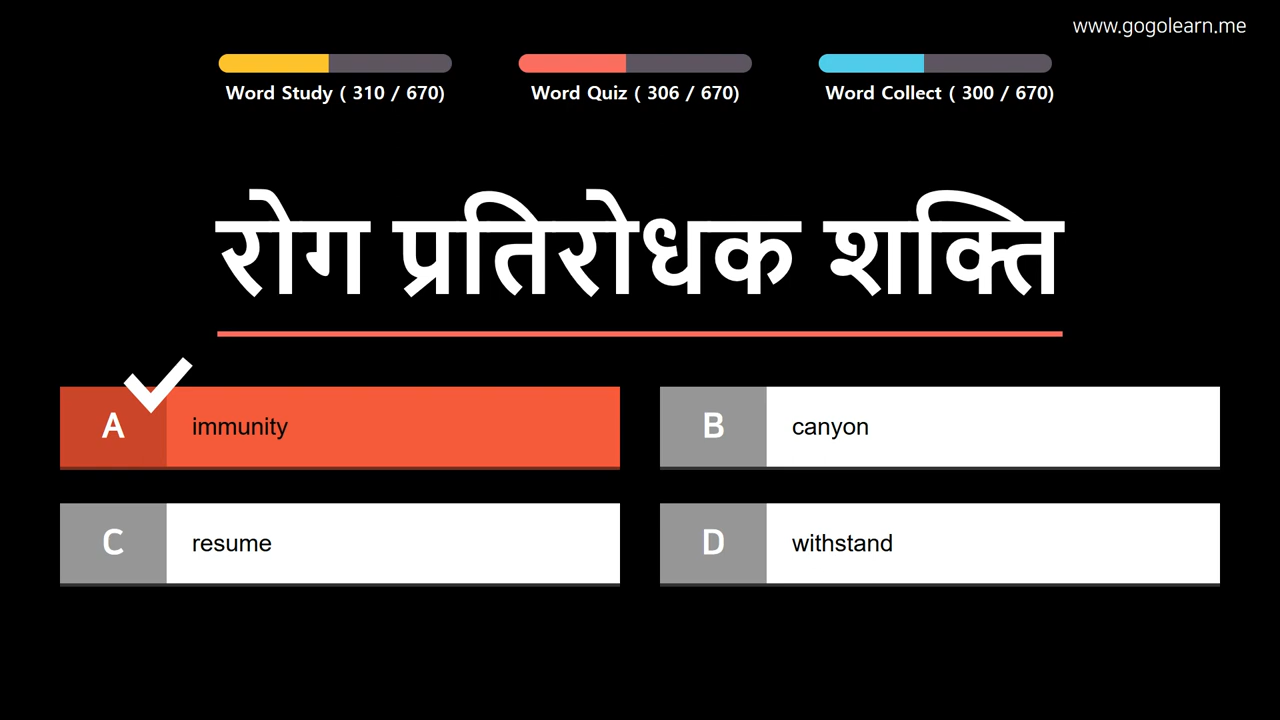 www.gogolearn.me
Word Study ( 310 / 670)
Word Quiz ( 306 / 670)
Word Collect ( 300 / 670)
रोग प्रतिरोधक शक्ति
A immunity
B canyon
C resume
D withstand